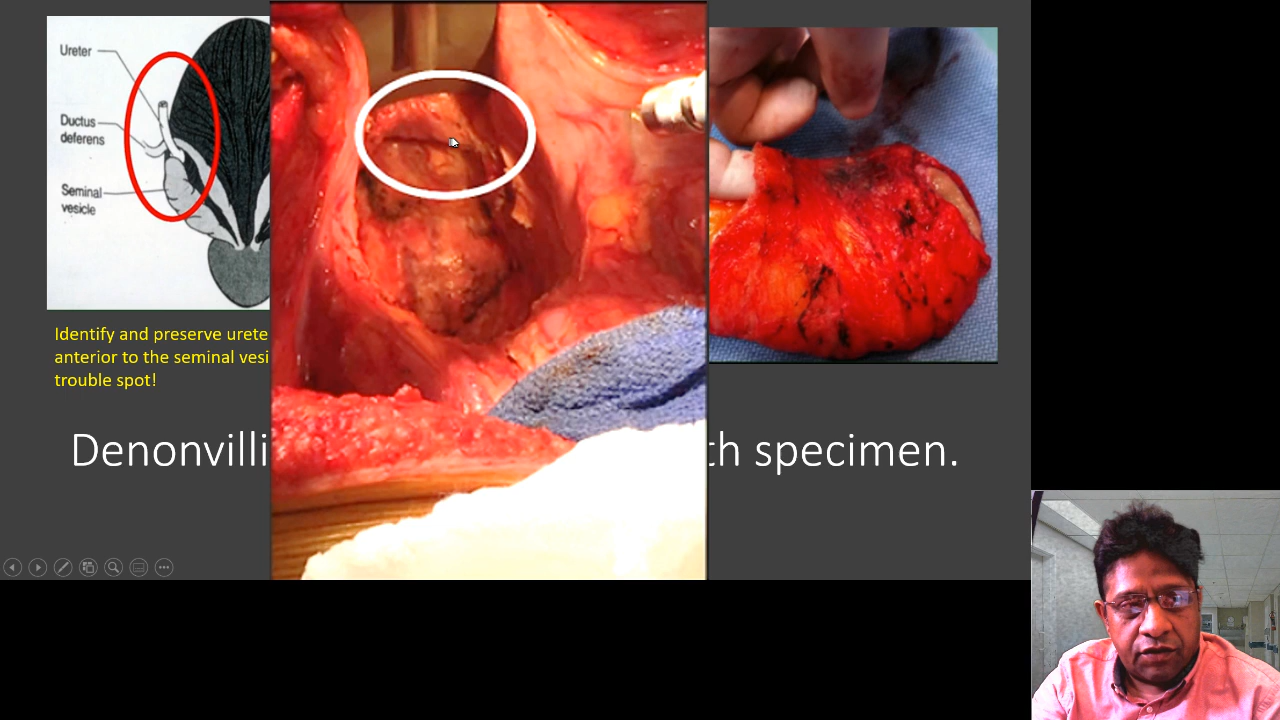 Ureter
Ductus
deferens
Seminal
vesicle
Identify and preserve urete
anterior to the seminal vesi
trouble spot!
Denonvilli
th specimen.